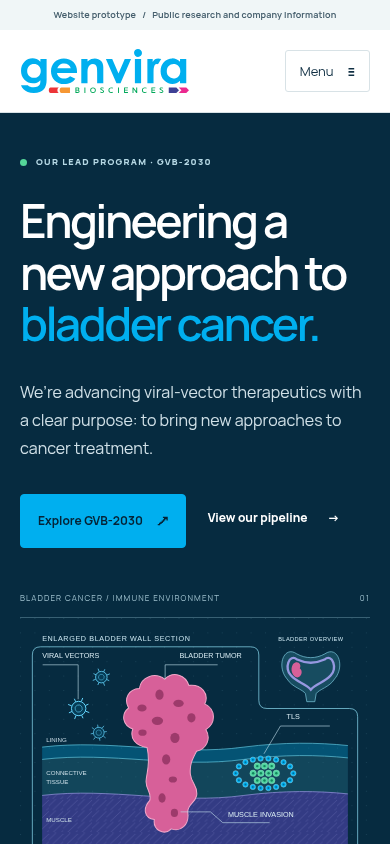 Website prototype / Public research and company information
genvira
BIOSCIENCES
Menu
OUR LEAD PROGRAM · GVB-2030
Engineering a
new approach to
bladder cancer.
We’re advancing viral-vector therapeutics with
a clear purpose: to bring new approaches to
cancer treatment.
Explore GVB-2030 ↗
View our pipeline →
BLADDER CANCER / IMMUNE ENVIRONMENT 01
ENLARGED BLADDER WALL SECTION
BLADDER OVERVIEW
VIRAL VECTORS
BLADDER TUMOR
TLS
LINING
CONNECTIVE
TISSUE
MUSCLE
MUSCLE INVASION